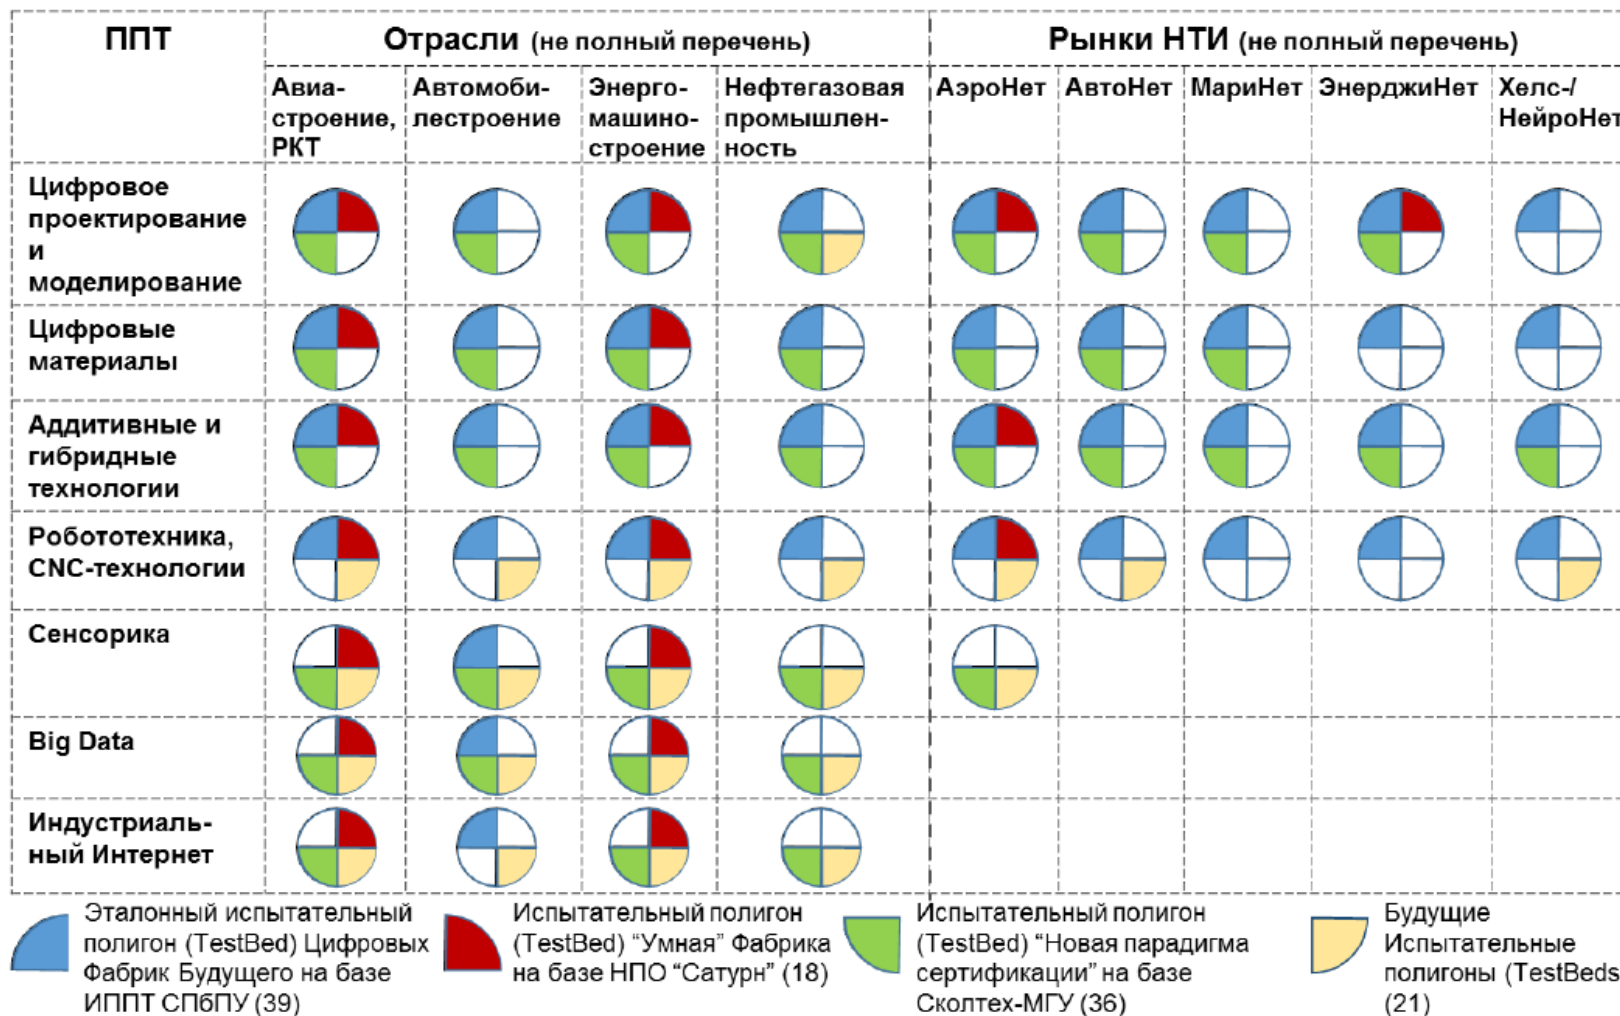 ППТ
Отрасли (не полный перечень)
Рынки НТИ (не полный перечень)
Авиа-
строение,
РКТ
Автомоби-
лестроение
Энерго-
машино-
строение
Нефтегазовая
промышлен-
ность
АэроНет
АвтоНет
МариНет
ЭнерджиНет
Хелс-/
НейроНет
Цифровое
проектирование
и
моделирование
Цифровые
материалы
Аддитивные и
гибридные
технологии
Робототехника,
CNC-технологии
Сенсорика
Big Data
Индустриаль-
ный Интернет
Эталонный испытательный
полигон (TestBed) Цифровых
Фабрик Будущего на базе
ИППТ СПбПУ (39)
Испытательный полигон
(TestBed) “Умная” Фабрика
на базе НПО “Сатурн” (18)
Испытательный полигон
(TestBed) “Новая парадигма
сертификации” на базе
Сколтех-МГУ (36)
Будущие
Испытательные
полигоны (TestBeds
(21)